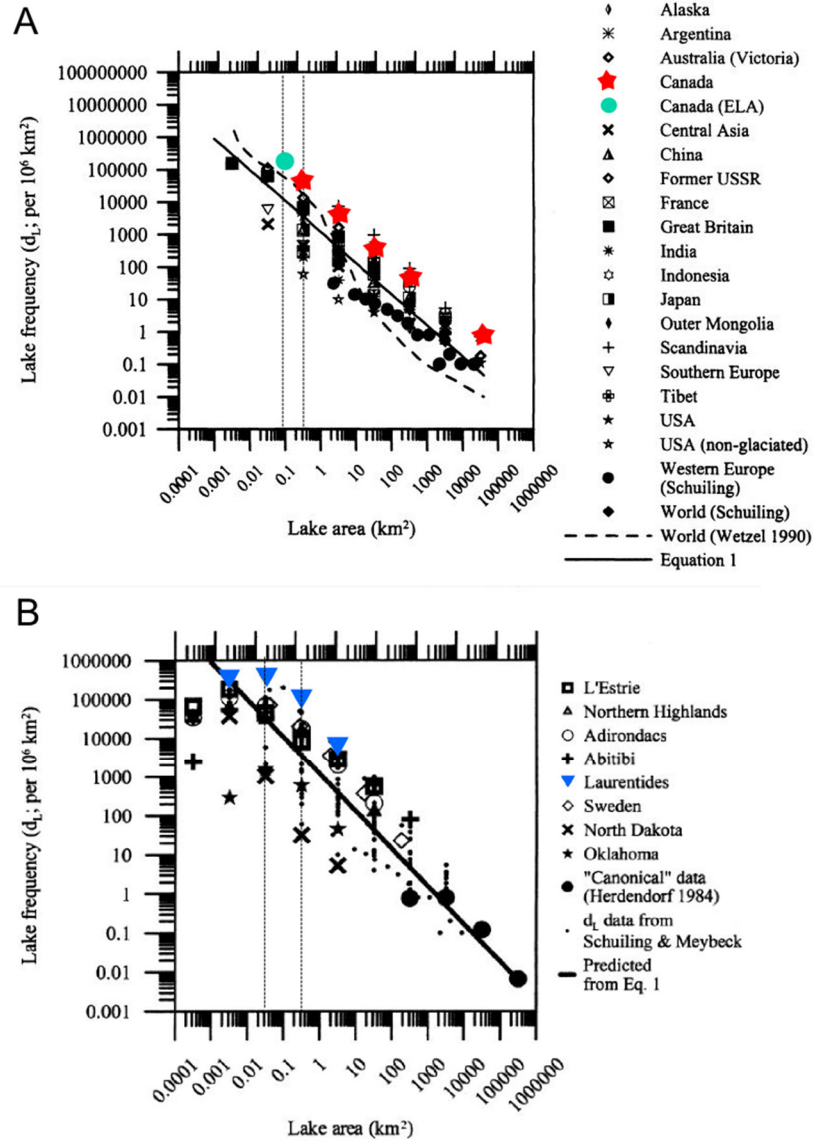 A
100000000
10000000
1000000
100000
10000
1000
100
10
1
0.1
0.01
0.001
Lake frequency (dL; per 10⁶ km²)
0.0001
0.001
0.01
0.1
1
10
100
1000
10000
100000
1000000
Lake area (km²)
Alaska
Argentina
Australia (Victoria)
Canada
Canada (ELA)
Central Asia
China
Former USSR
France
Great Britain
India
Indonesia
Japan
Outer Mongolia
Scandinavia
Southern Europe
Tibet
USA
USA (non-glaciated)
Western Europe
(Schuiling)
World (Schuiling)
World (Wetzel 1990)
Equation 1
B
1000000
100000
10000
1000
100
10
1
0.1
0.01
0.001
Lake frequency (dL; per 10⁶ km²)
0.0001
0.001
0.01
0.1
1
10
100
1000
10000
100000
1000000
Lake area (km²)
L'Estrie
Northern Highlands
Adirondacs
Abitibi
Laurentides
Sweden
North Dakota
Oklahoma
"Canonical" data
(Herdendorf 1984)
dL data from
Schuiling & Meybeck
Predicted
from Eq. 1